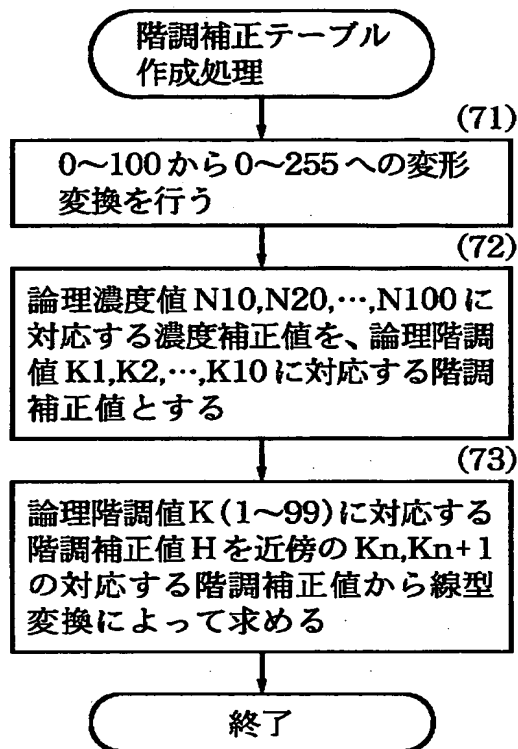 階調補正テーブル
作成処理
(71)
0～100から0～255への変形
変換を行う
(72)
論理濃度値N10,N20,…,N100に
対応する濃度補正値を、論理階調
値K1,K2,…,K10に対応する階調
補正値とする
(73)
論理階調値K(1～99)に対応する
階調補正値Hを近傍のKn,Kn+1
の対応する階調補正値から線型
変換によって求める
終了